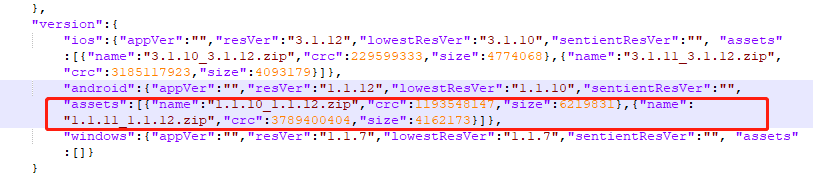 },
"version":{
"ios":{"appVer":"","resVer":"3.1.12","lowestResVer":"3.1.10","sentientResVer":"", "assets"
:[{"name":"3.1.10_3.1.12.zip","crc":229599333,"size":4774068},{"name":"3.1.11_3.1.12.zip",
"crc":3185117923,"size":4093179}]},
"android":{"appVer":"","resVer":"1.1.12","lowestResVer":"1.1.10","sentientResVer":"",
"assets":[{"name":"1.1.10_1.1.12.zip","crc":1193548147,"size":6219831},{"name":
"1.1.11_1.1.12.zip","crc":3789400404,"size":4162173}]},
"windows":{"appVer":"","resVer":"1.1.7","lowestResVer":"1.1.7","sentientResVer":"", "assets"
:[]}
}